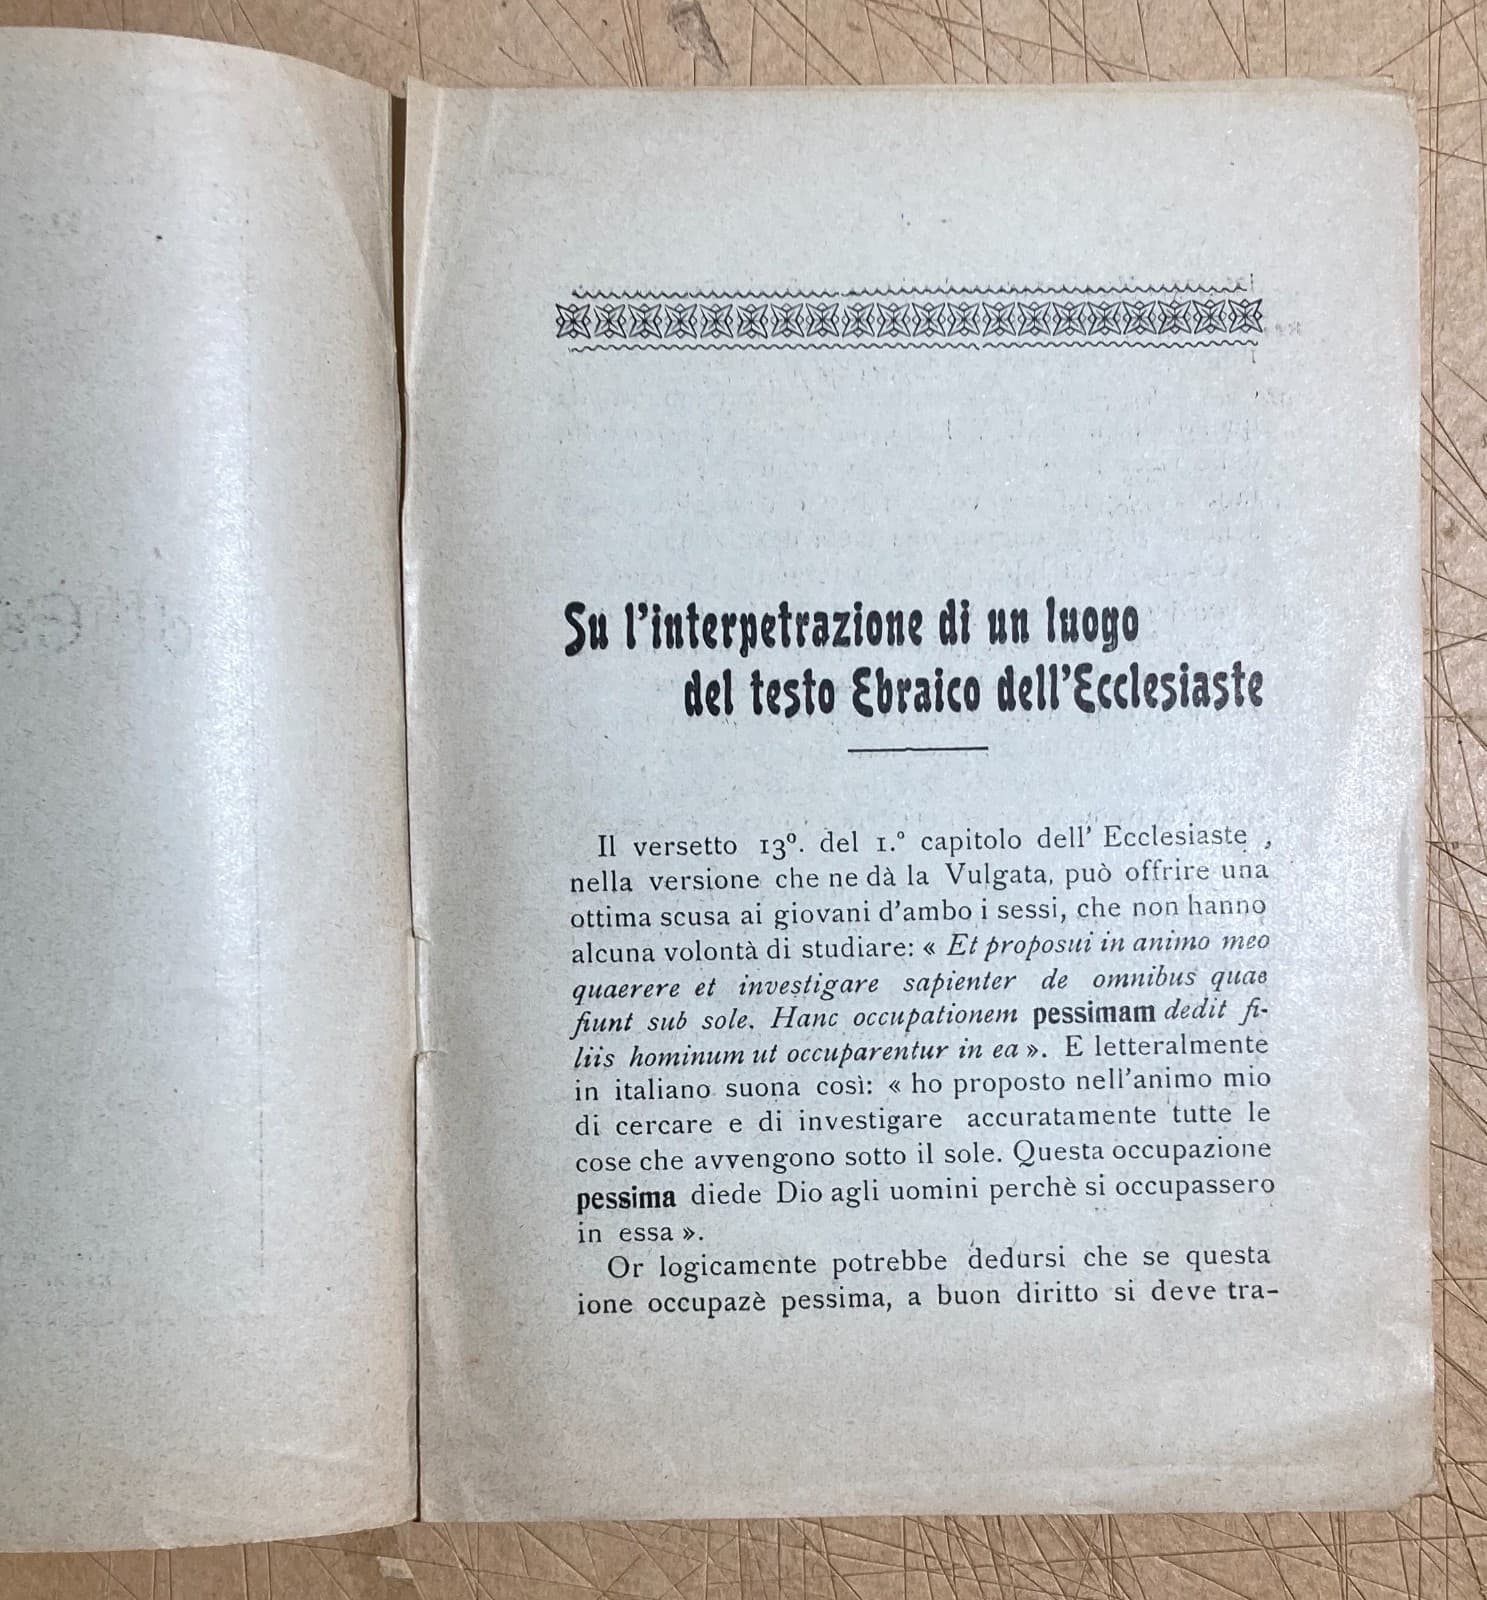 Su l'interpetrazione di un luogo
del testo Ebraico dell'Ecclesiaste
Il versetto 13º. del 1.º capitolo dell' Ecclesiaste ,
nella versione che ne dà la Vulgata, può offrire una
ottima scusa ai giovani d'ambo i sessi, che non hanno
alcuna volontà di studiare: « Et proposui in animo meo
quaerere et investigare sapienter de omnibus quae
fiunt sub sole. Hanc occupationem pessimam dedit fi-
liis hominum ut occuparentur in ea ». E letteralmente
in italiano suona così: « ho proposto nell'animo mio
di cercare e di investigare accuratamente tutte le
cose che avvengono sotto il sole. Questa occupazione
pessima diede Dio agli uomini perchè si occupassero
in essa ».
Or logicamente potrebbe dedursi che se questa
ione occupazè pessima, a buon diritto si deve tra-